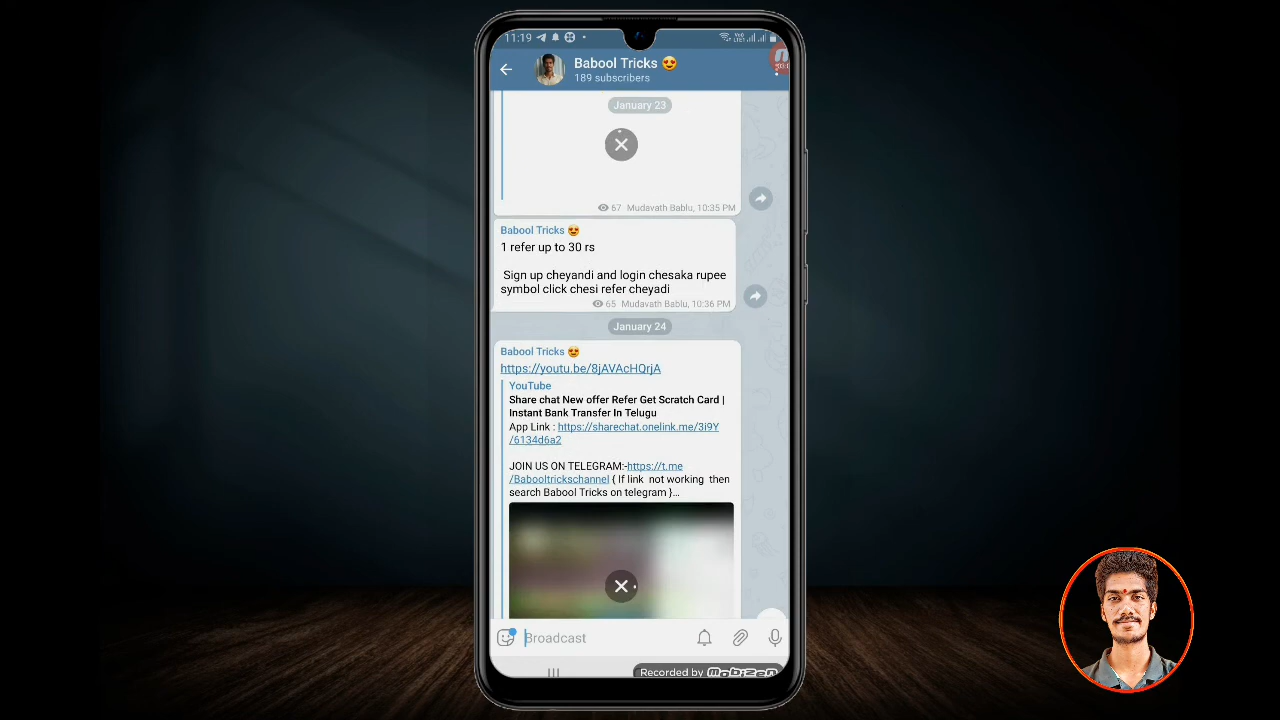 11:19
Babool Tricks 😍
189 subscribers
January 23
67 Mudavath Bablu, 10:35 PM
Babool Tricks 😍
1 refer up to 30 rs
Sign up cheyandi and login chesaka rupee
symbol click chesi refer cheyadi
65 Mudavath Bablu, 10:36 PM
January 24
Babool Tricks 😍
https://youtu.be/8jAVAcHQrjA
YouTube
Share chat New offer Refer Get Scratch Card |
Instant Bank Transfer In Telugu
App Link : https://sharechat.onelink.me/3i9Y
/6134d6a2
JOIN US ON TELEGRAM:-https://t.me
/Babooltrickschannel { If link not working then
search Babool Tricks on telegram }...
Broadcast
Recorded by MOBIZEN